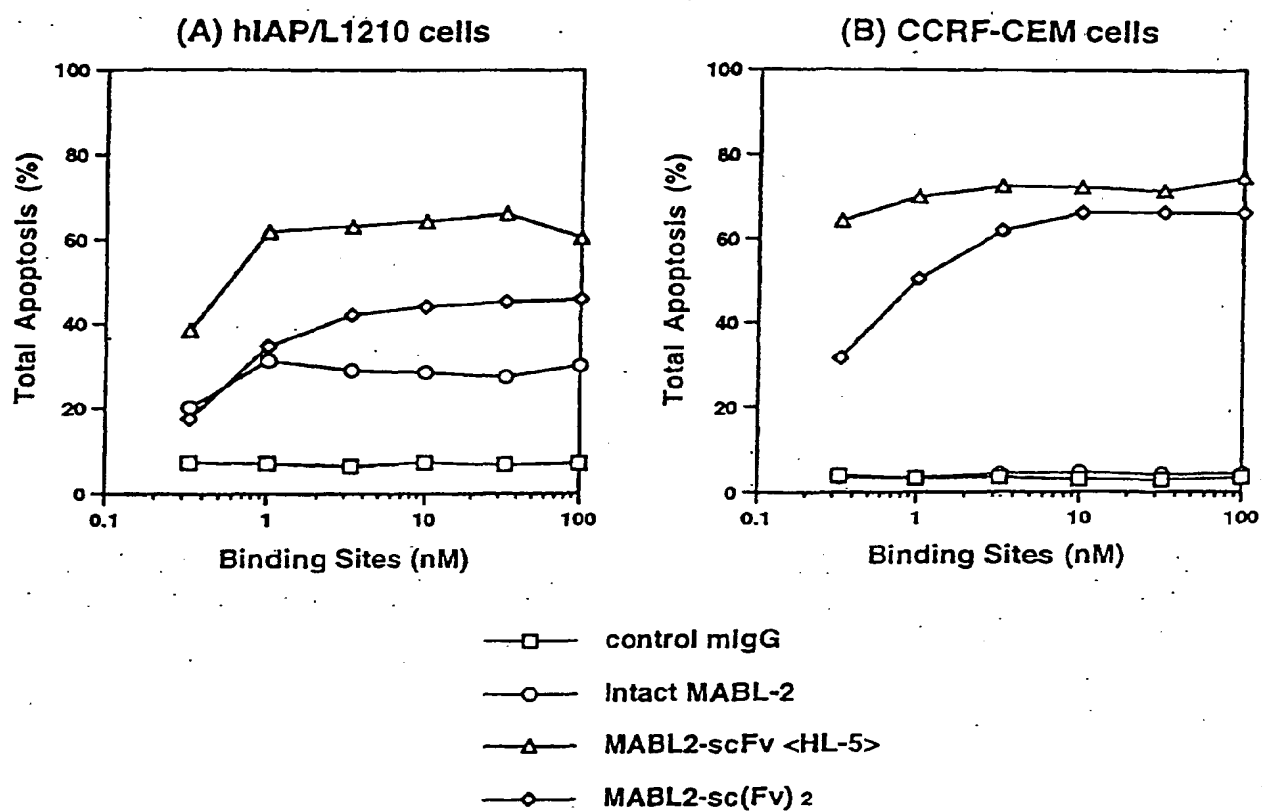 (A) hIAP/L1210 cells
(B) CCRF-CEM cells
Total Apoptosis (%)
100
80
60
40
20
0
0.1
1
10
100
Binding Sites (nM)
Total Apoptosis (%)
100
80
60
40
20
0
0.1
1
10
100
Binding Sites (nM)
control mIgG
Intact MABL-2
MABL2-scFv <HL-5>
MABL2-sc(Fv) 2